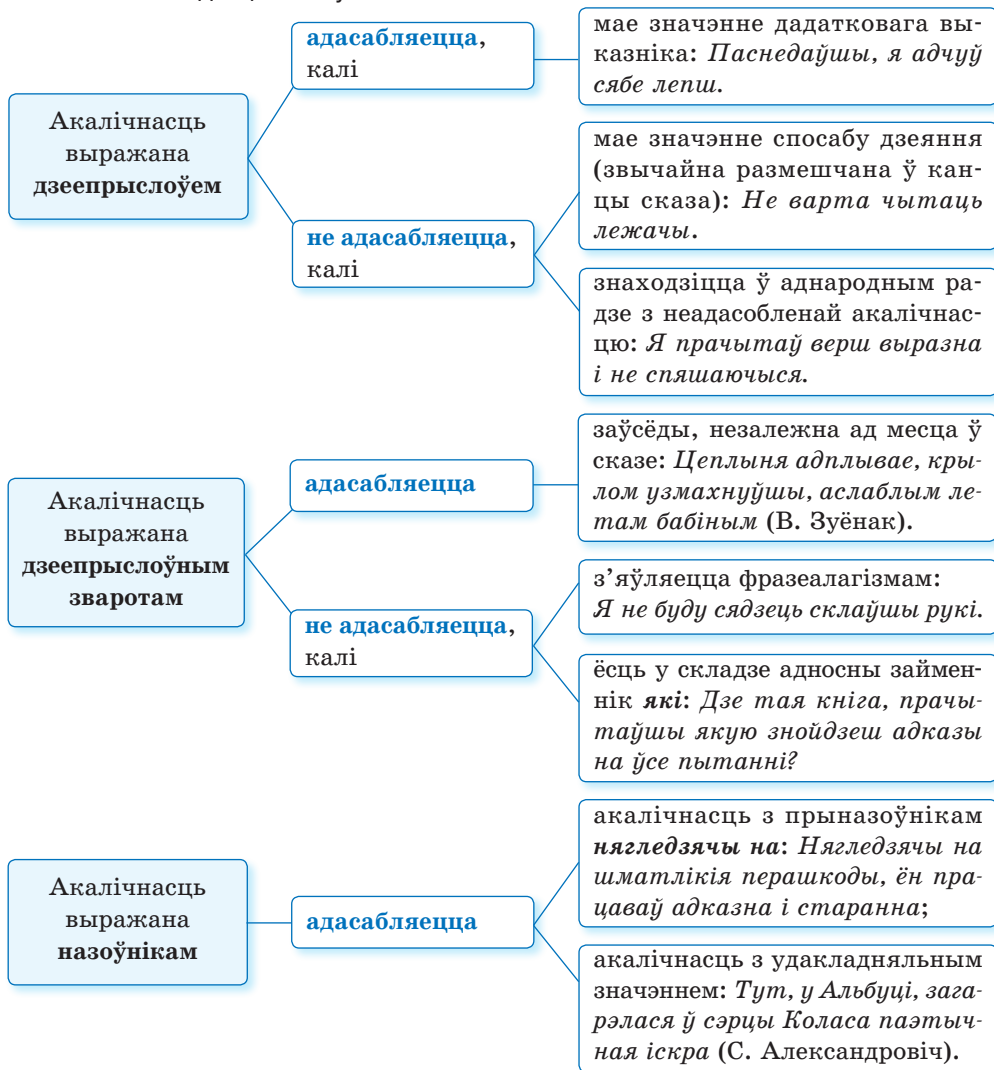 адасабляецца,
калі
мае значэнне дадатковага вы-
казніка: Паснедаўшы, я адчуў
сябе лепш.
Акалічнасць
выражана
дзеепрыслоўем
мае значэнне спосабу дзеяння
(звычайна размешчана ў кан-
цы сказа): Не варта чытаць
лежачы.
не адасабляецца,
калі
знаходзіцца ў аднародным ра-
дзе з неадасобленай акалічнас-
цю: Я прачытаў верш выразна
і не спяшаючыся.
заўсёды, незалежна ад месца ў
сказе: Цеплыня адплывае, кры-
лом узмахнуўшы, аслаблым ле-
там бабіным (В. Зуёнак).
адасабляецца
Акалічнасць
выражана
дзеепрыслоўным
зваротам
з’яўляецца фразеалагізмам:
Я не буду сядзець склаўшы рукі.
не адасабляецца,
калі
ёсць у складзе адносны займен-
нік які: Дзе тая кніга, прачы-
таўшы якую знойдзеш адказы
на ўсе пытанні?
акалічнасць з прыназоўнікам
нягледзячы на: Нягледзячы на
шматлікія перашкоды, ён пра-
цаваў адказна і старанна;
Акалічнасць
выражана
назоўнікам
адасабляецца
акалічнасць з удакладняльным
значэннем: Тут, у Альбуці, зага-
рэлася ў сэрцы Коласа паэтыч-
ная іскра (С. Александровіч).